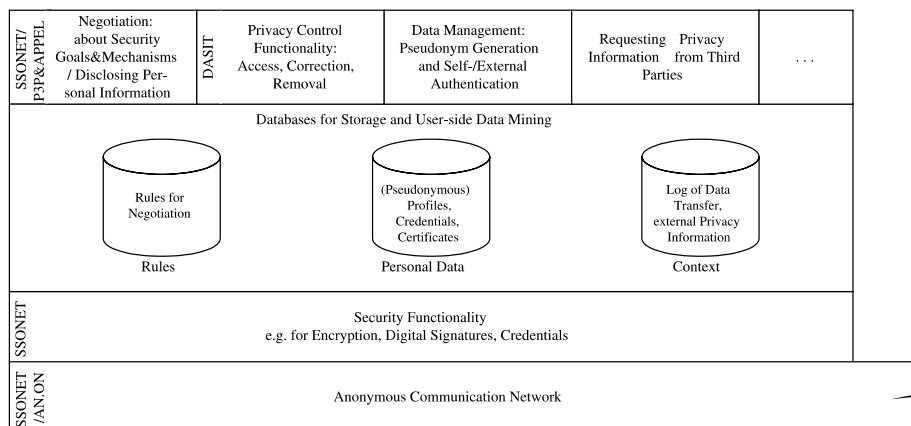 SSONET/
P3P&APPEL
Negotiation:
about Security
Goals&Mechanisms
/ Disclosing Per-
sonal Information
DASIT
Privacy Control
Functionality:
Access, Correction,
Removal
Data Management:
Pseudonym Generation
and Self-/External
Authentication
Requesting Privacy
Information from Third
Parties
. . .
Databases for Storage and User-side Data Mining
Rules for
Negotiation
Rules
(Pseudonymous)
Profiles,
Credentials,
Certificates
Personal Data
Log of Data
Transfer,
external Privacy
Information
Context
SSONET
Security Functionality
e.g. for Encryption, Digital Signatures, Credentials
SSONET
/AN.ON
Anonymous Communication Network